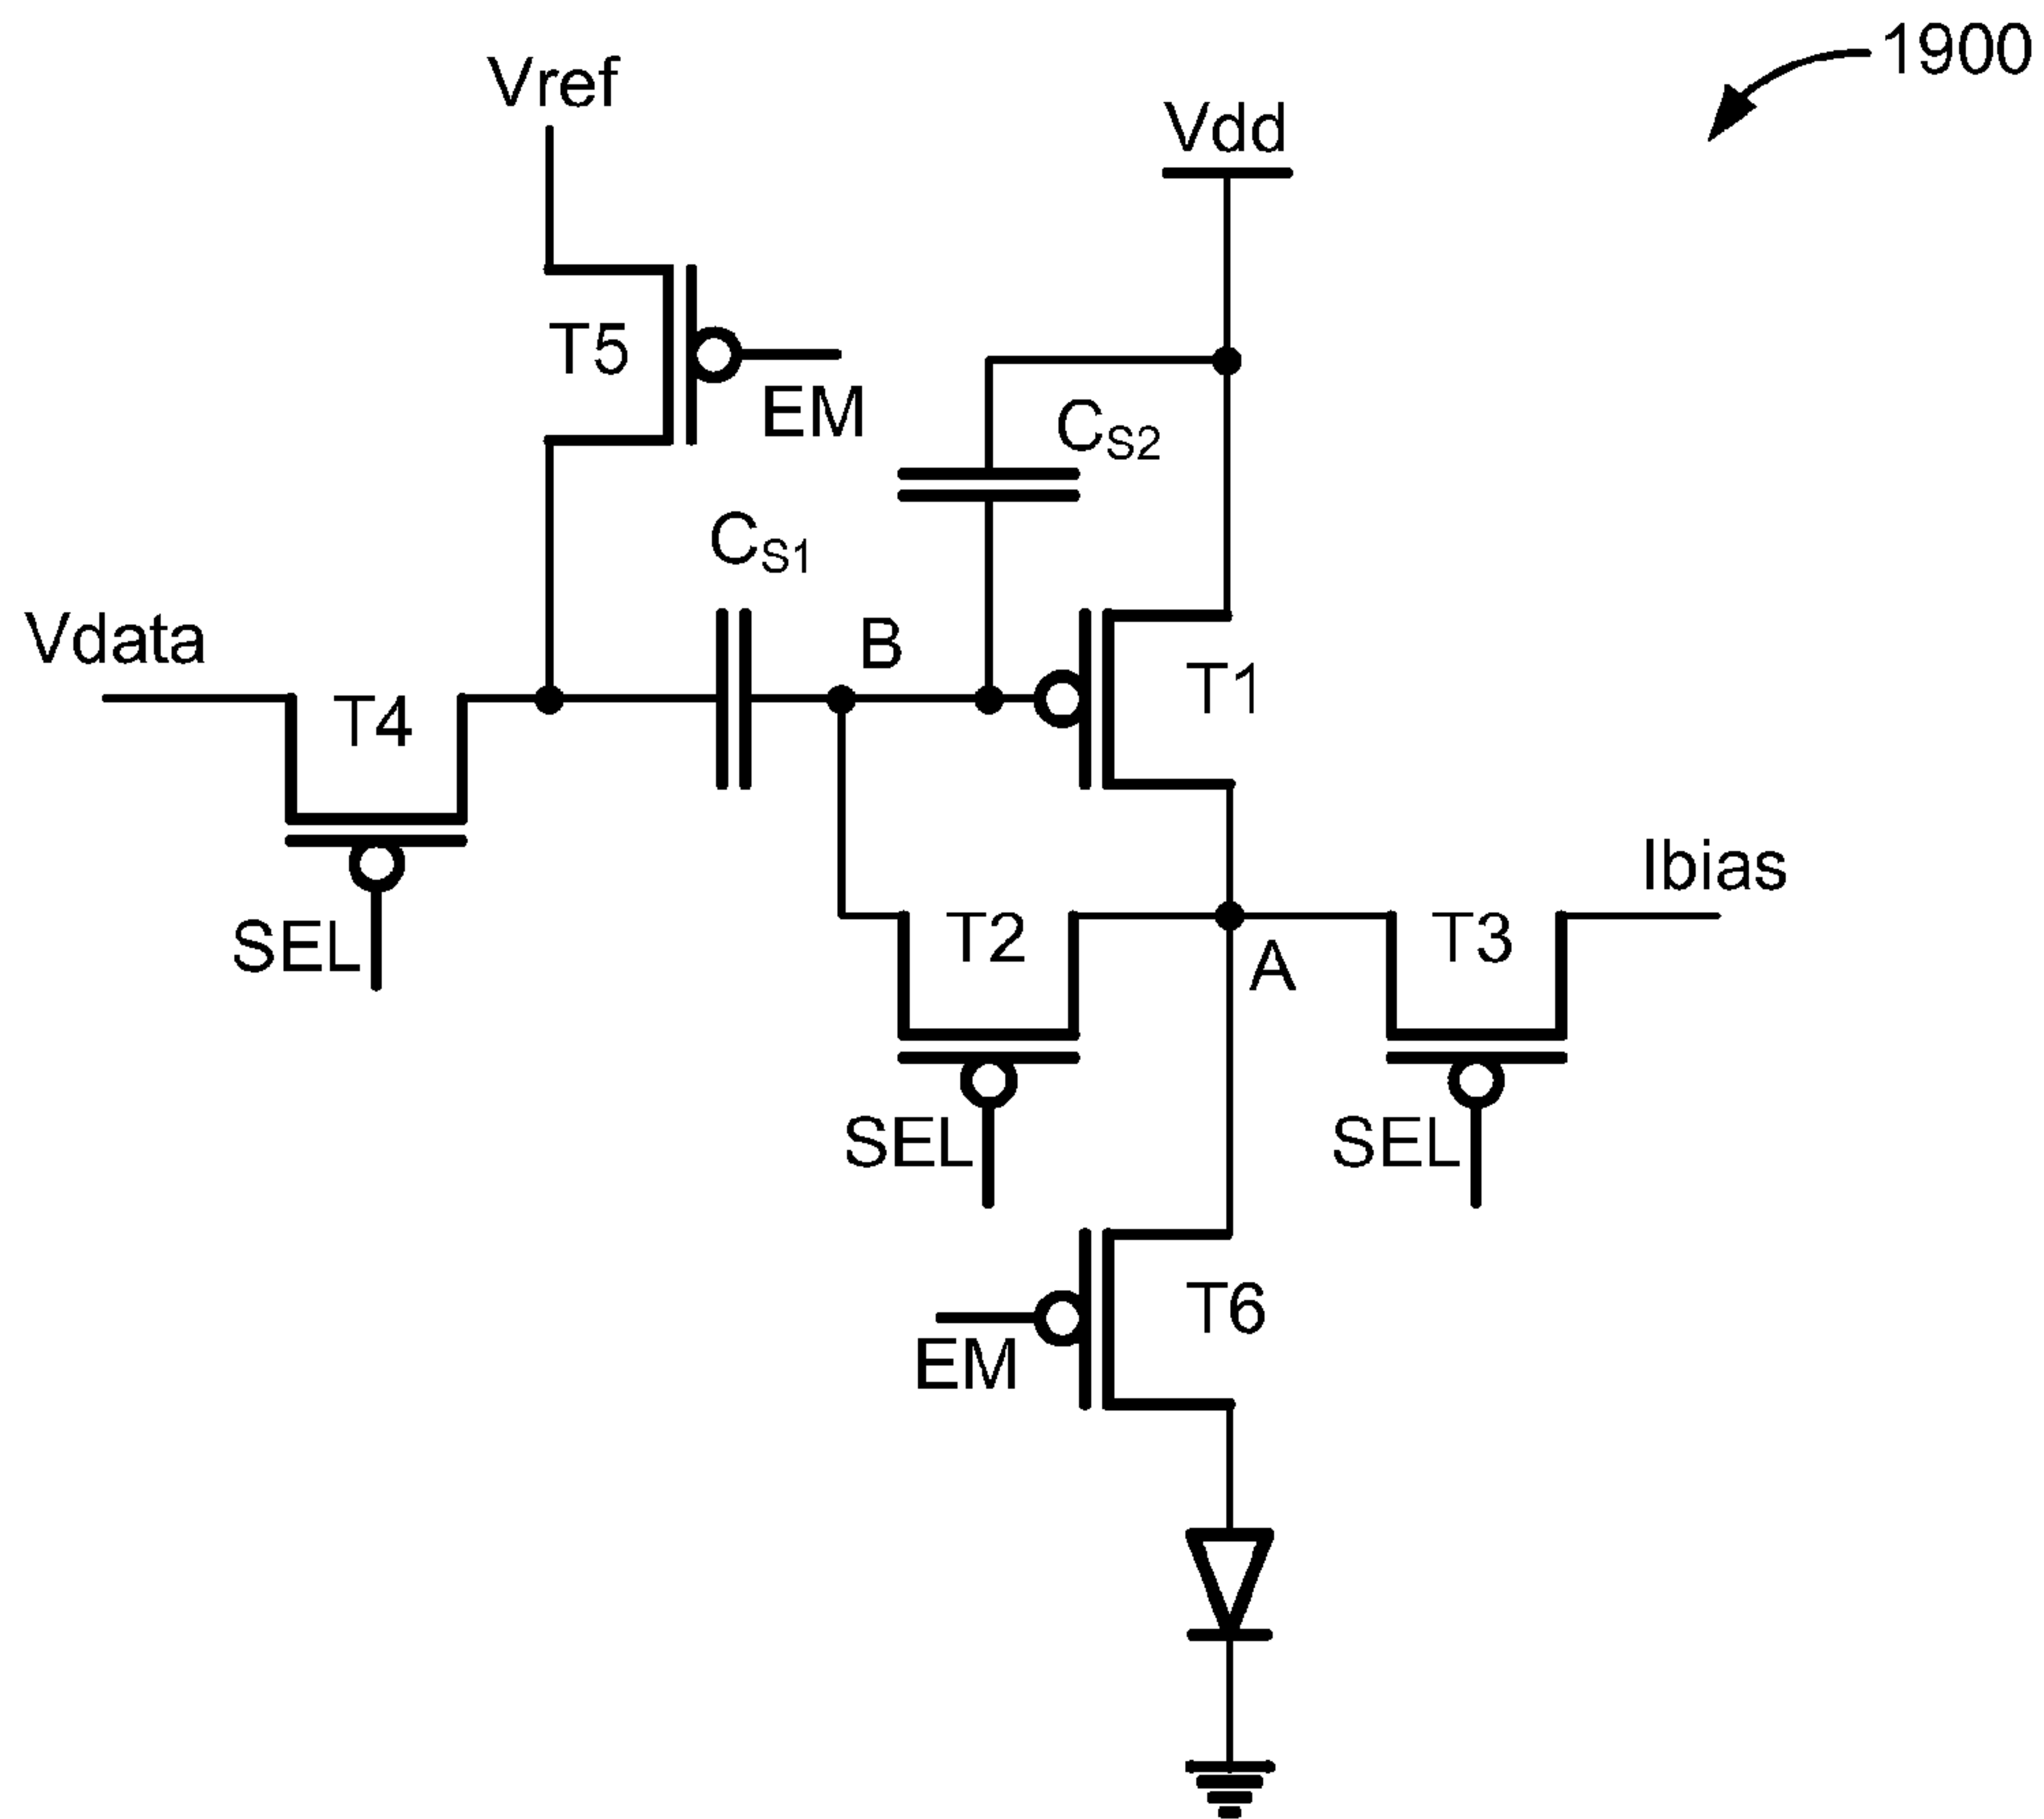 1900
Vref
Vdd
T5
EM
CS2
CS1
Vdata
B
T1
T4
Ibias
SEL
T2
T3
A
SEL
SEL
T6
EM